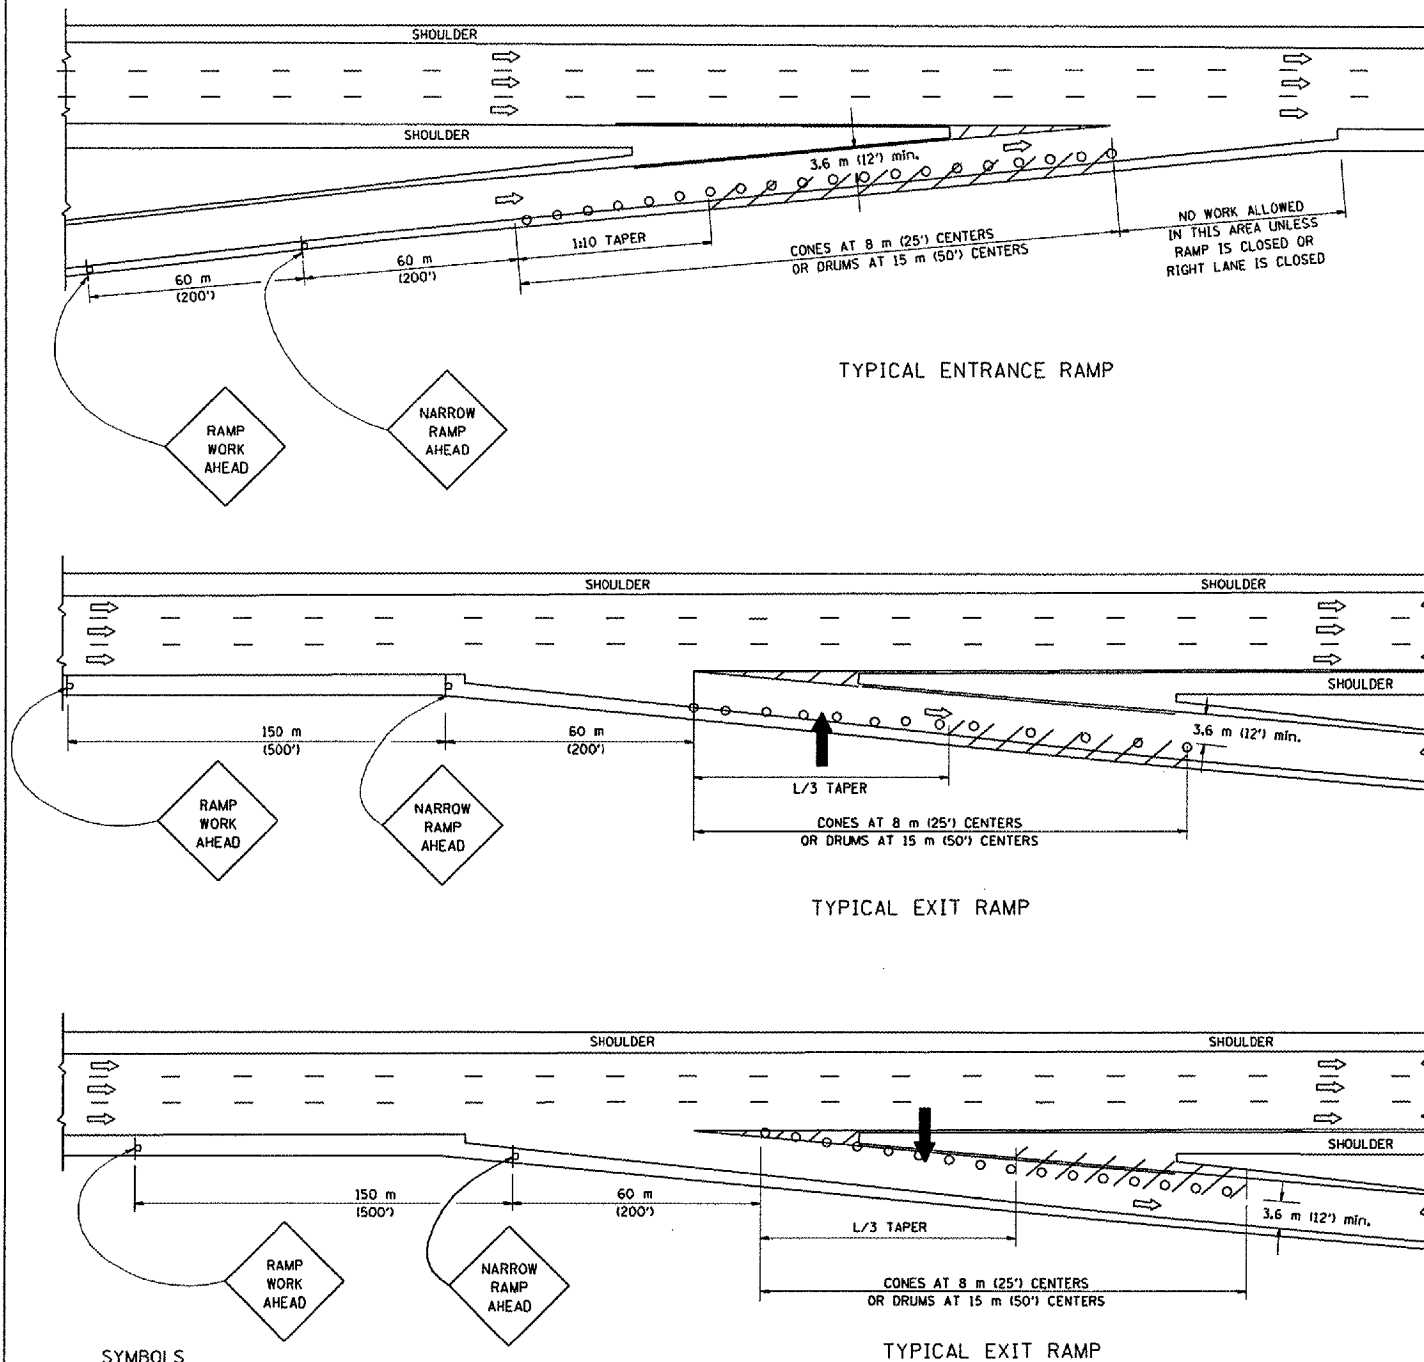 SHOULDER
SHOULDER
3.6 m (12') min.
1:10 TAPER
60 m
(200')
60 m
(200')
CONES AT 8 m (25') CENTERS
OR DRUMS AT 15 m (50') CENTERS
NO WORK ALLOWED
IN THIS AREA UNLESS
RAMP IS CLOSED OR
RIGHT LANE IS CLOSED
TYPICAL ENTRANCE RAMP
RAMP
WORK
AHEAD
NARROW
RAMP
AHEAD
SHOULDER
SHOULDER
SHOULDER
150 m
(500')
60 m
(200')
3.6 m (12') min.
L/3 TAPER
RAMP
WORK
AHEAD
NARROW
RAMP
AHEAD
CONES AT 8 m (25') CENTERS
OR DRUMS AT 15 m (50') CENTERS
TYPICAL EXIT RAMP
SHOULDER
SHOULDER
SHOULDER
150 m
(500')
60 m
(200')
3.6 m (12') min.
L/3 TAPER
RAMP
WORK
AHEAD
NARROW
RAMP
AHEAD
CONES AT 8 m (25') CENTERS
OR DRUMS AT 15 m (50') CENTERS
TYPICAL EXIT RAMP
SYMBOLS